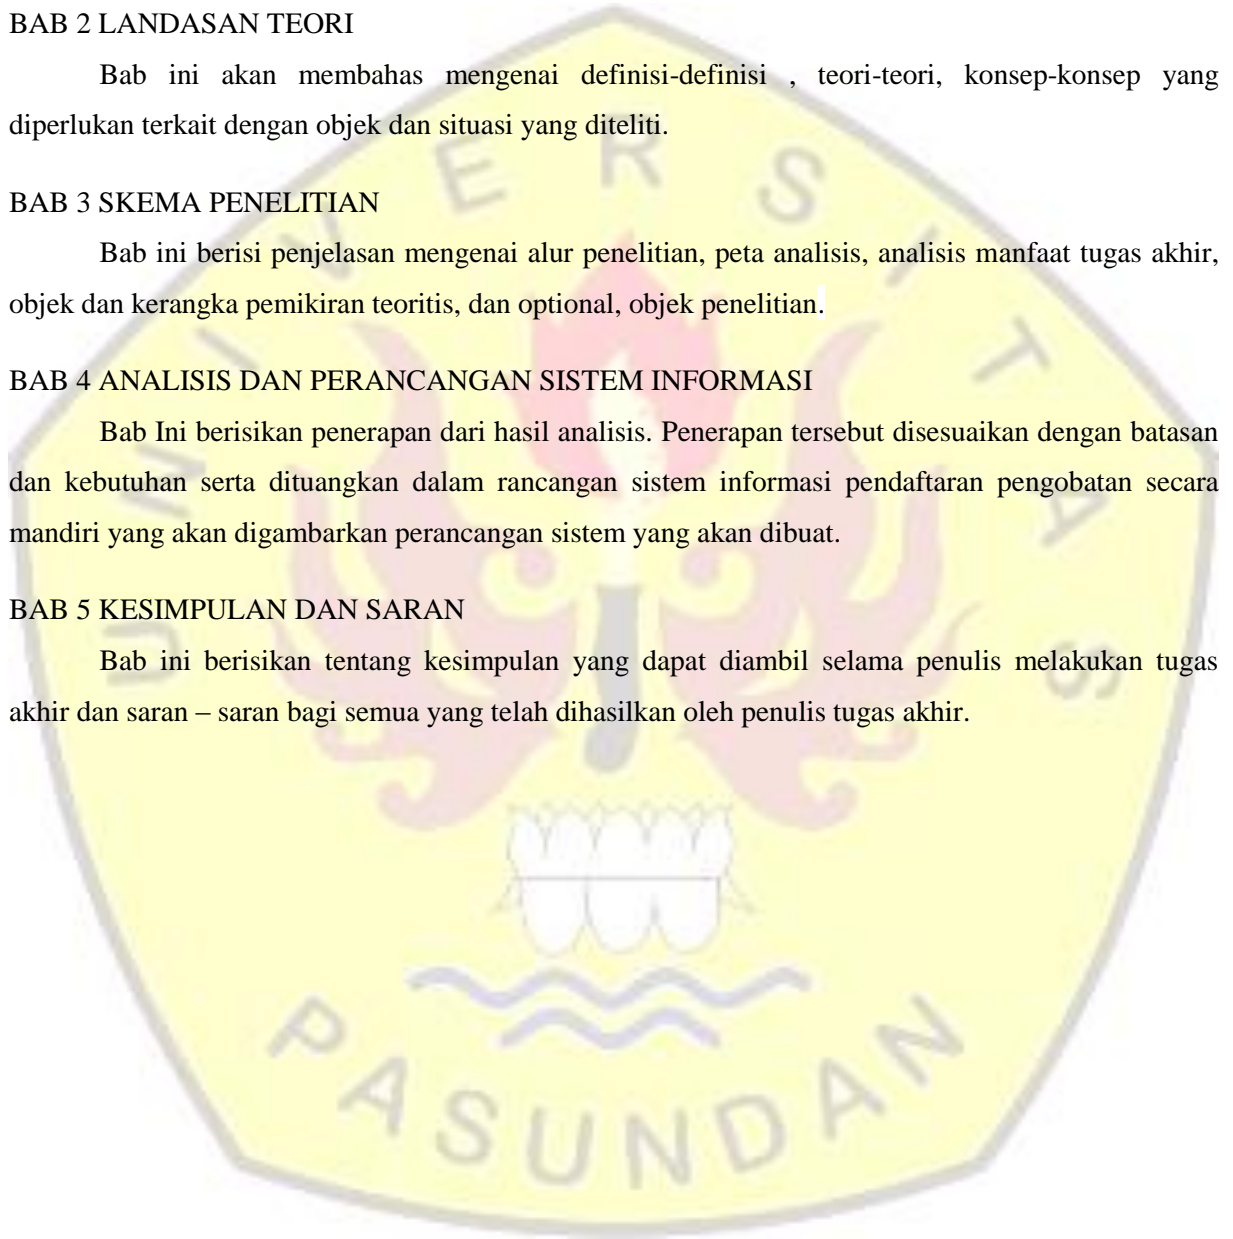 BAB 2 LANDASAN TEORI
Bab ini akan membahas mengenai definisi-definisi , teori-teori, konsep-konsep yang
diperlukan terkait dengan objek dan situasi yang diteliti.
BAB 3 SKEMA PENELITIAN
Bab ini berisi penjelasan mengenai alur penelitian, peta analisis, analisis manfaat tugas akhir,
objek dan kerangka pemikiran teoritis, dan optional, objek penelitian.
BAB 4 ANALISIS DAN PERANCANGAN SISTEM INFORMASI
Bab Ini berisikan penerapan dari hasil analisis. Penerapan tersebut disesuaikan dengan batasan
dan kebutuhan serta dituangkan dalam rancangan sistem informasi pendaftaran pengobatan secara
mandiri yang akan digambarkan perancangan sistem yang akan dibuat.
BAB 5 KESIMPULAN DAN SARAN
Bab ini berisikan tentang kesimpulan yang dapat diambil selama penulis melakukan tugas
akhir dan saran – saran bagi semua yang telah dihasilkan oleh penulis tugas akhir.
UNIVERSITAS
PASUNDAN